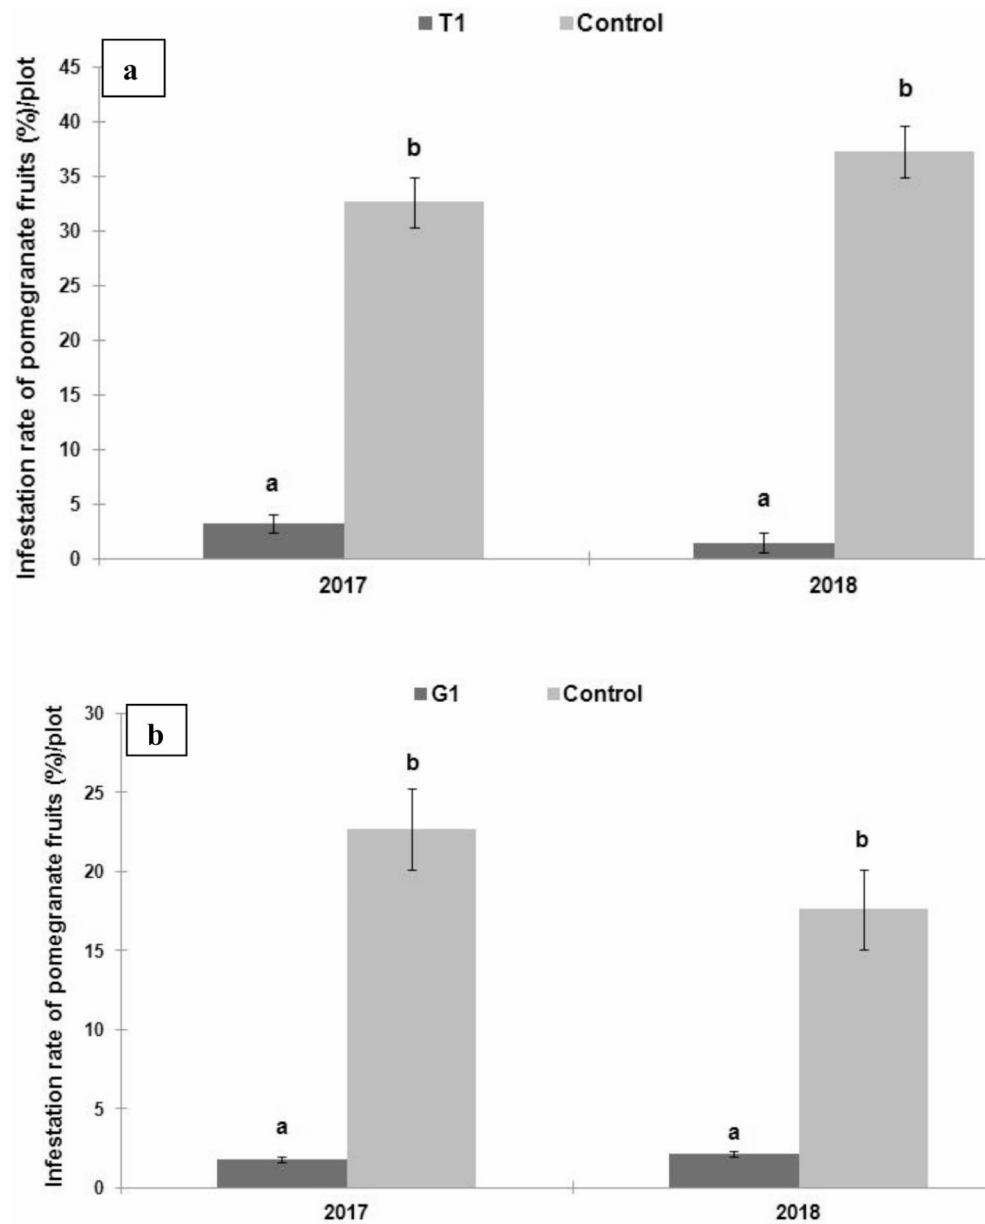 T1 Control
a
Infestation rate of pomegranate fruits (%)/plot
45
40
35
30
25
20
15
10
5
0
a
b
a
b
2017 2018
G1 Control
b
Infestation rate of pomegranate fruits (%)/plot
30
25
20
15
10
5
0
a
b
a
b
2017 2018